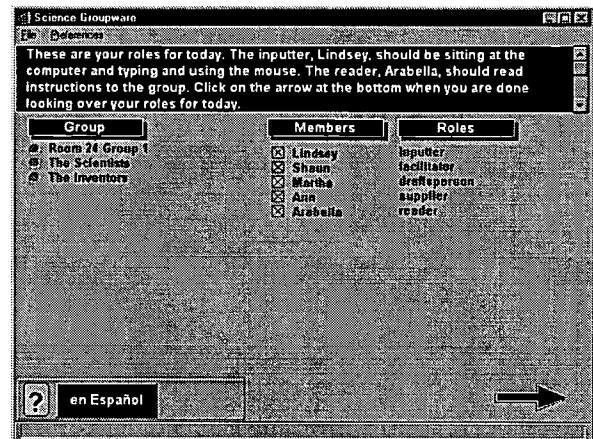 Science Groupware
File Preferences
These are your roles for today. The inputter, Lindsey, should be sitting at the
computer and typing and using the mouse. The reader, Arabella, should read
instructions to the group. Click on the arrow at the bottom when you are done
looking over your roles for today.
Group Members Roles
Room 24 Group 1 Lindsey inputter
The Scientists Shaun facilitator
The Inventors Martha draftsperson
Ann supplier
Arabella reader
? en Español